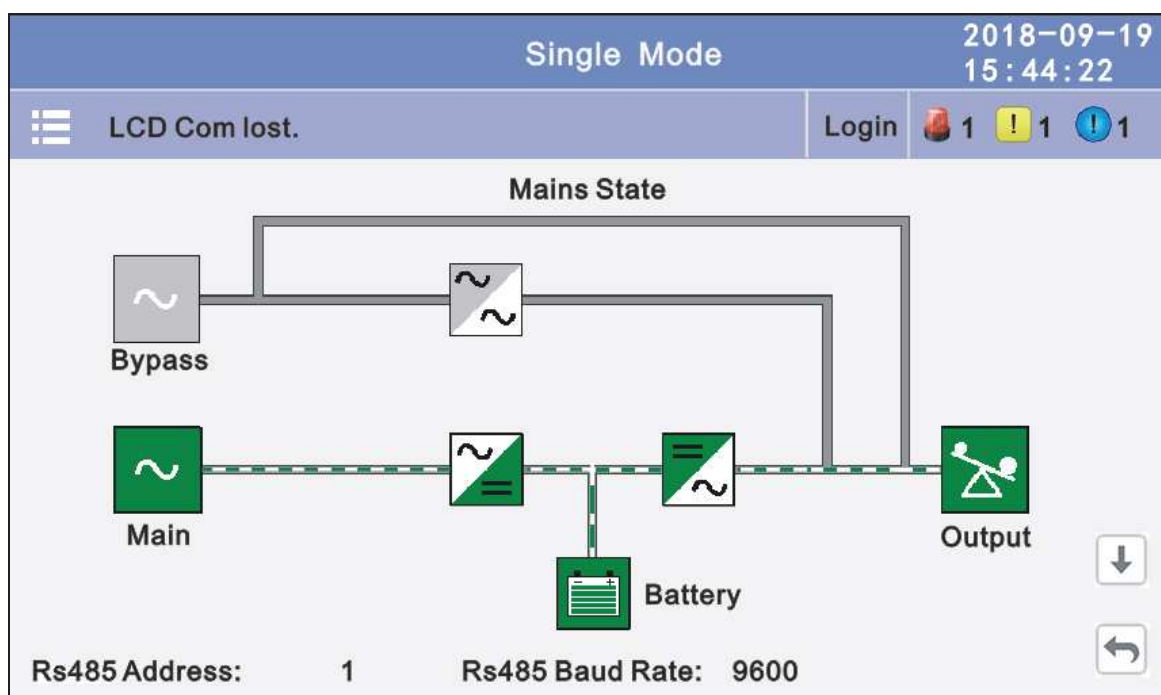 Single Mode
2018-09-19
15:44:22
LCD Com lost.
Login
1
! 1
! 1
Mains State
Bypass
Main
Output
Battery
Rs485 Address: 1
Rs485 Baud Rate: 9600